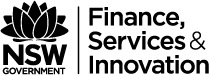 NSW
GOVERNMENT
Finance,
Services &
Innovation